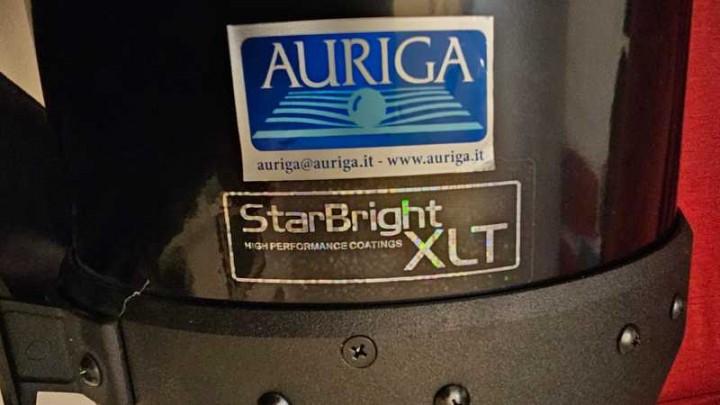 AURIGA
auriga@auriga.it - www.auriga.it
StarBright
HIGH PERFORMANCE COATINGS
XLT